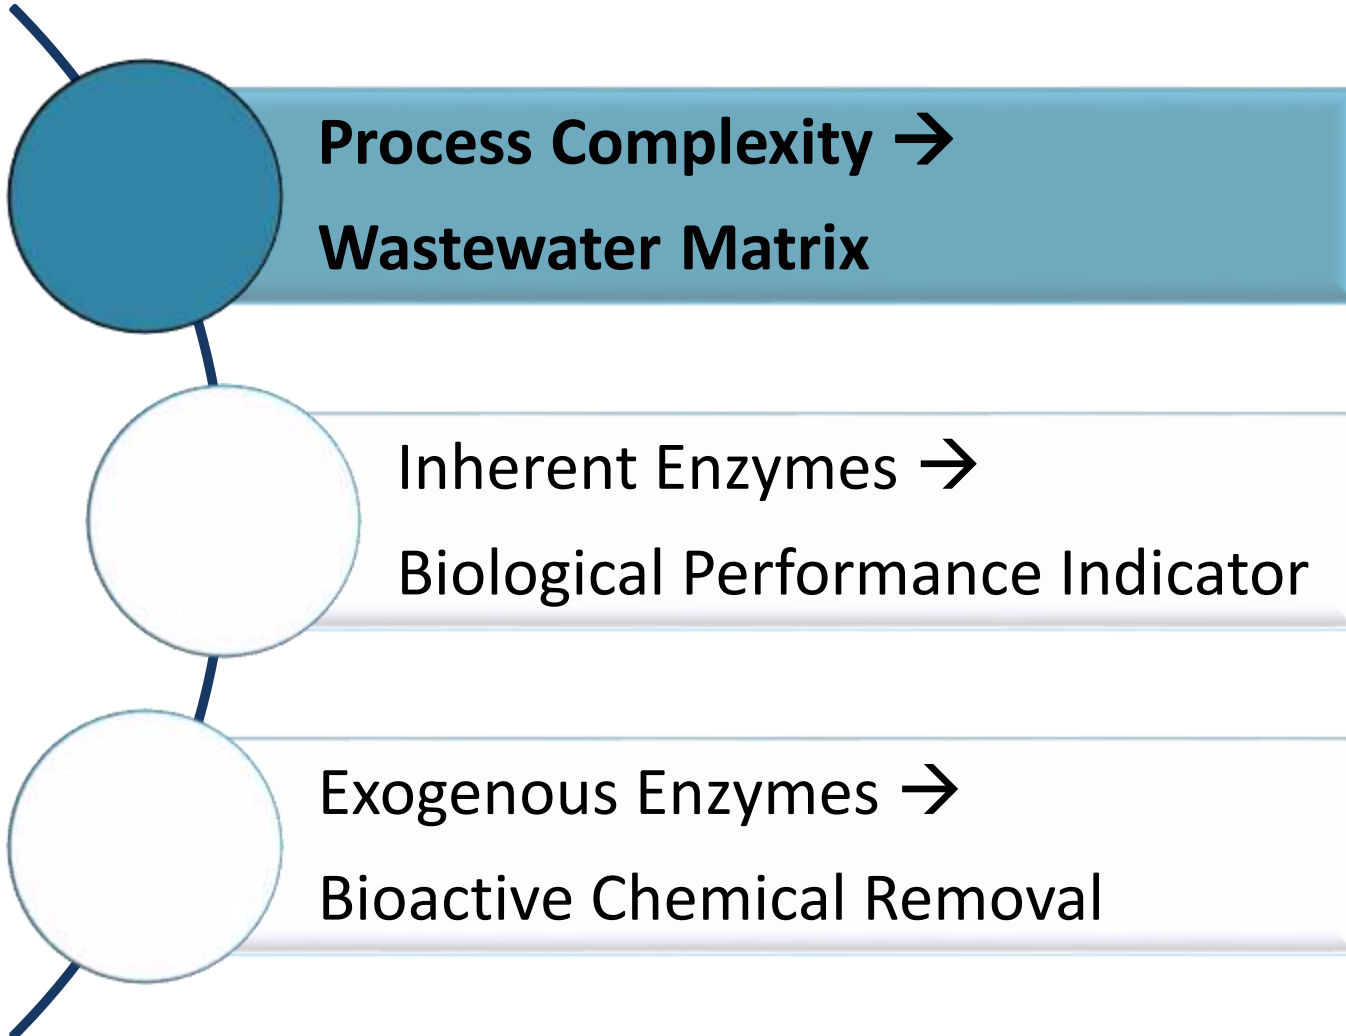 Process Complexity →
Wastewater Matrix
Inherent Enzymes →
Biological Performance Indicator
Exogenous Enzymes →
Bioactive Chemical Removal